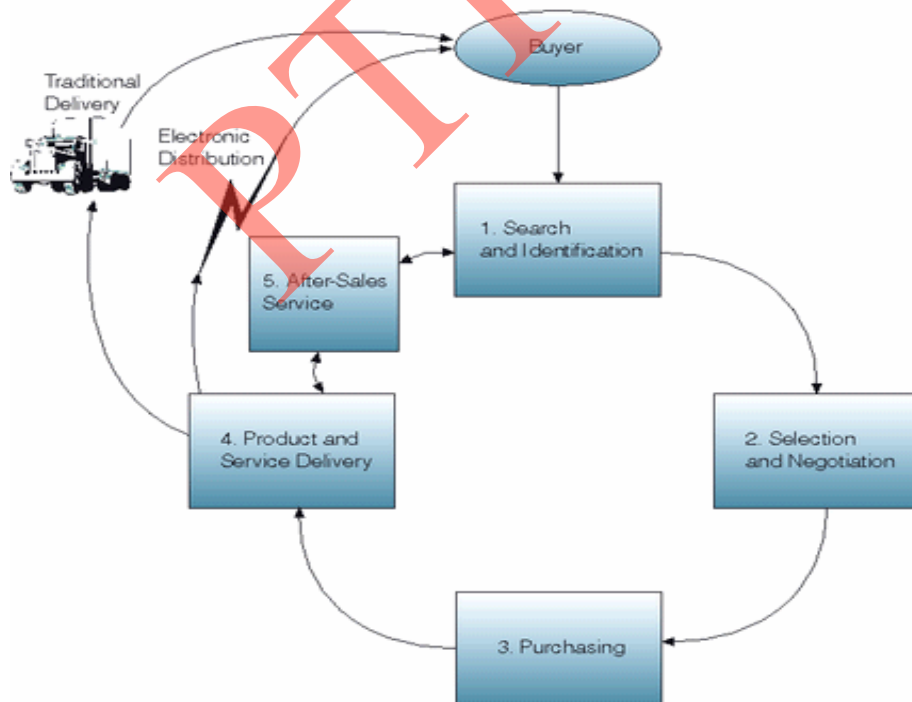 Buyer
Traditional
Delivery
Electronic
Distribution
1. Search
and Identification
5. After-Sales
Service
4. Product and
Service Delivery
2. Selection
and Negotiation
3. Purchasing
PTI